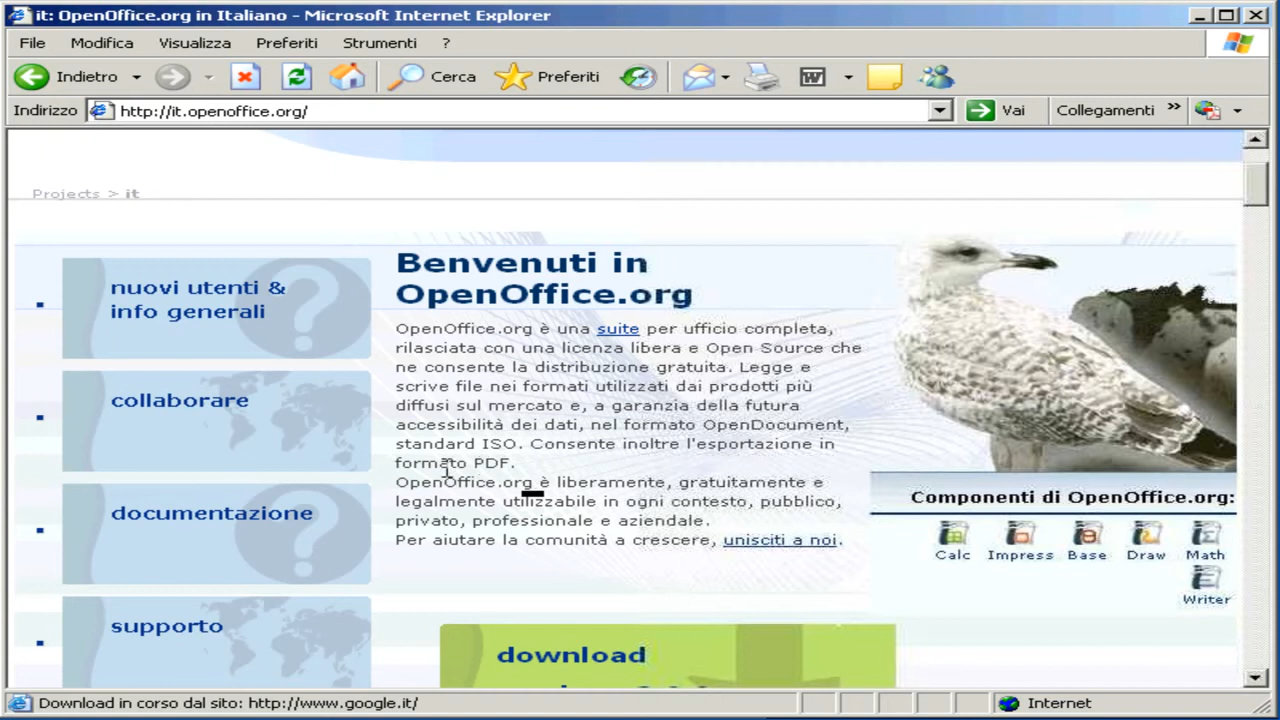 it: OpenOffice.org in Italiano - Microsoft Internet Explorer
File Modifica Visualizza Preferiti Strumenti ?
Indietro Cerca Preferiti
Indirizzo http://it.openoffice.org/ Vai Collegamenti »
Projects > it
nuovi utenti &
info generali
collaborare
documentazione
supporto
Benvenuti in
OpenOffice.org
OpenOffice.org è una suite per ufficio completa,
rilasciata con una licenza libera e Open Source che
ne consente la distribuzione gratuita. Legge e
scrive file nei formati utilizzati dai prodotti più
diffusi sul mercato e, a garanzia della futura
accessibilità dei dati, nel formato OpenDocument,
standard ISO. Consente inoltre l'esportazione in
formato PDF.
OpenOffice.org è liberamente, gratuitamente e
legalmente utilizzabile in ogni contesto, pubblico,
privato, professionale e aziendale.
Per aiutare la comunità a crescere, unisciti a noi.
download
Componenti di OpenOffice.org:
Calc Impress Base Draw Math
Writer
Download in corso dal sito: http://www.google.it/ Internet